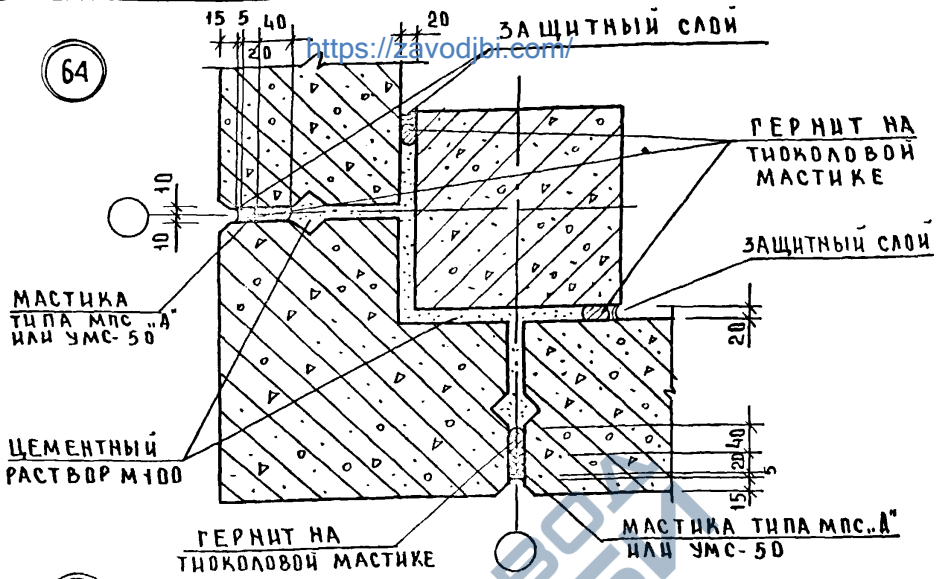 15 5 40
20
20
https://zavodjbi.com/
ЗАЩИТНЫЙ СЛОЙ
64
ГЕРНИТ НА
ТИОКОЛОВОЙ
МАСТИКЕ
10
10
ЗАЩИТНЫЙ СЛОЙ
МАСТИКА
ТИПА МПС „А"
ИЛИ УМС-50
20
ЦЕМЕНТНЫЙ
РАСТВОР М100
40
20
5
15
ГЕРНИТ НА
ТИОКОЛОВОЙ МАСТИКЕ
МАСТИКА ТИПА МПС „А"
ИЛИ УМС-50